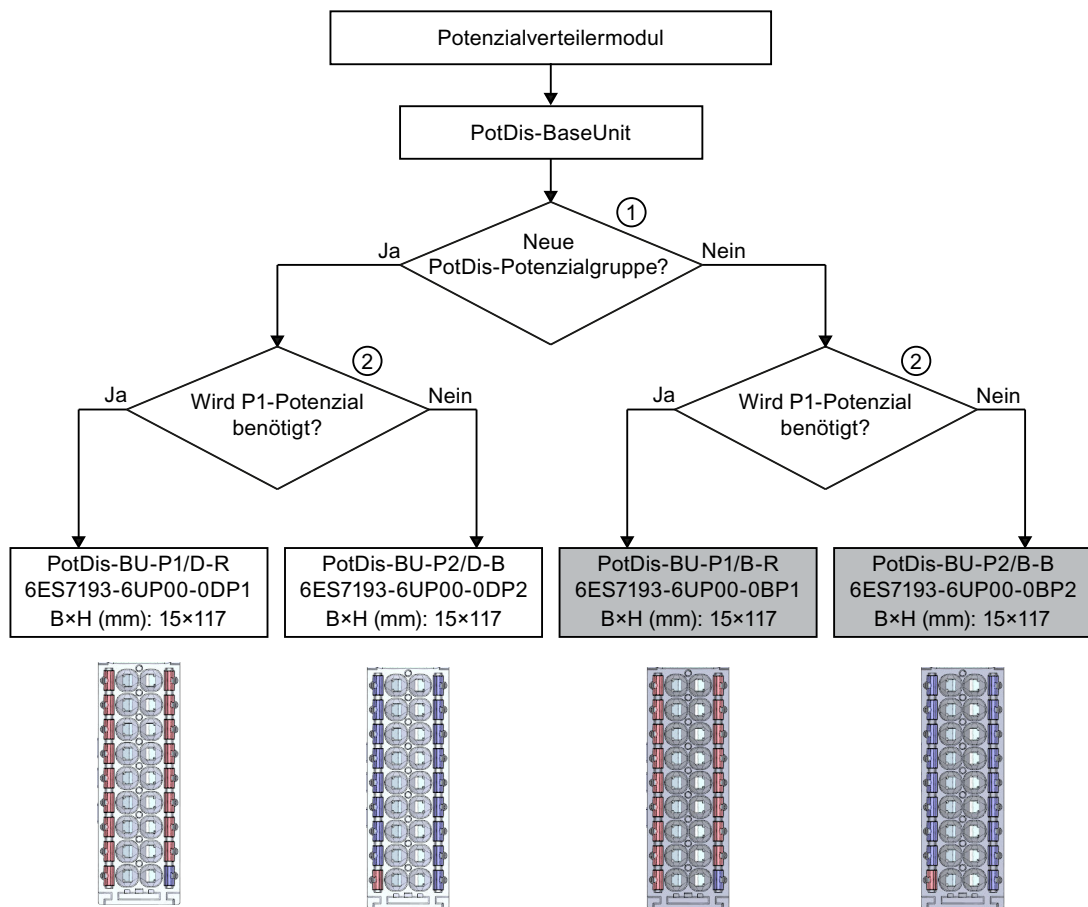 Potenzialverteilermodul
PotDis-BaseUnit
1
Neue
PotDis-Potenzialgruppe?
Ja
Nein
2
Wird P1-Potenzial
benötigt?
Ja
Nein
2
Wird P1-Potenzial
benötigt?
Ja
Nein
PotDis-BU-P1/D-R
6ES7193-6UP00-0DP1
B×H (mm): 15×117
PotDis-BU-P2/D-B
6ES7193-6UP00-0DP2
B×H (mm): 15×117
PotDis-BU-P1/B-R
6ES7193-6UP00-0BP1
B×H (mm): 15×117
PotDis-BU-P2/B-B
6ES7193-6UP00-0BP2
B×H (mm): 15×117